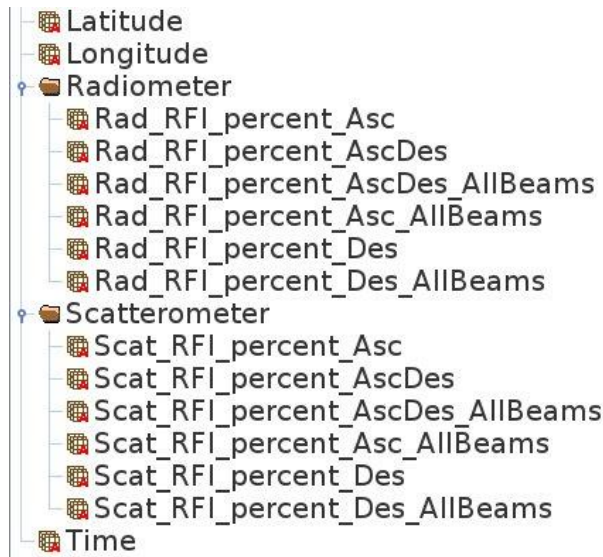 Latitude
Longitude
Radiometer
Rad_RFI_percent_Asc
Rad_RFI_percent_AscDes
Rad_RFI_percent_AscDes_AllBeams
Rad_RFI_percent_Asc_AllBeams
Rad_RFI_percent_Des
Rad_RFI_percent_Des_AllBeams
Scatterometer
Scat_RFI_percent_Asc
Scat_RFI_percent_AscDes
Scat_RFI_percent_AscDes_AllBeams
Scat_RFI_percent_Asc_AllBeams
Scat_RFI_percent_Des
Scat_RFI_percent_Des_AllBeams
Time